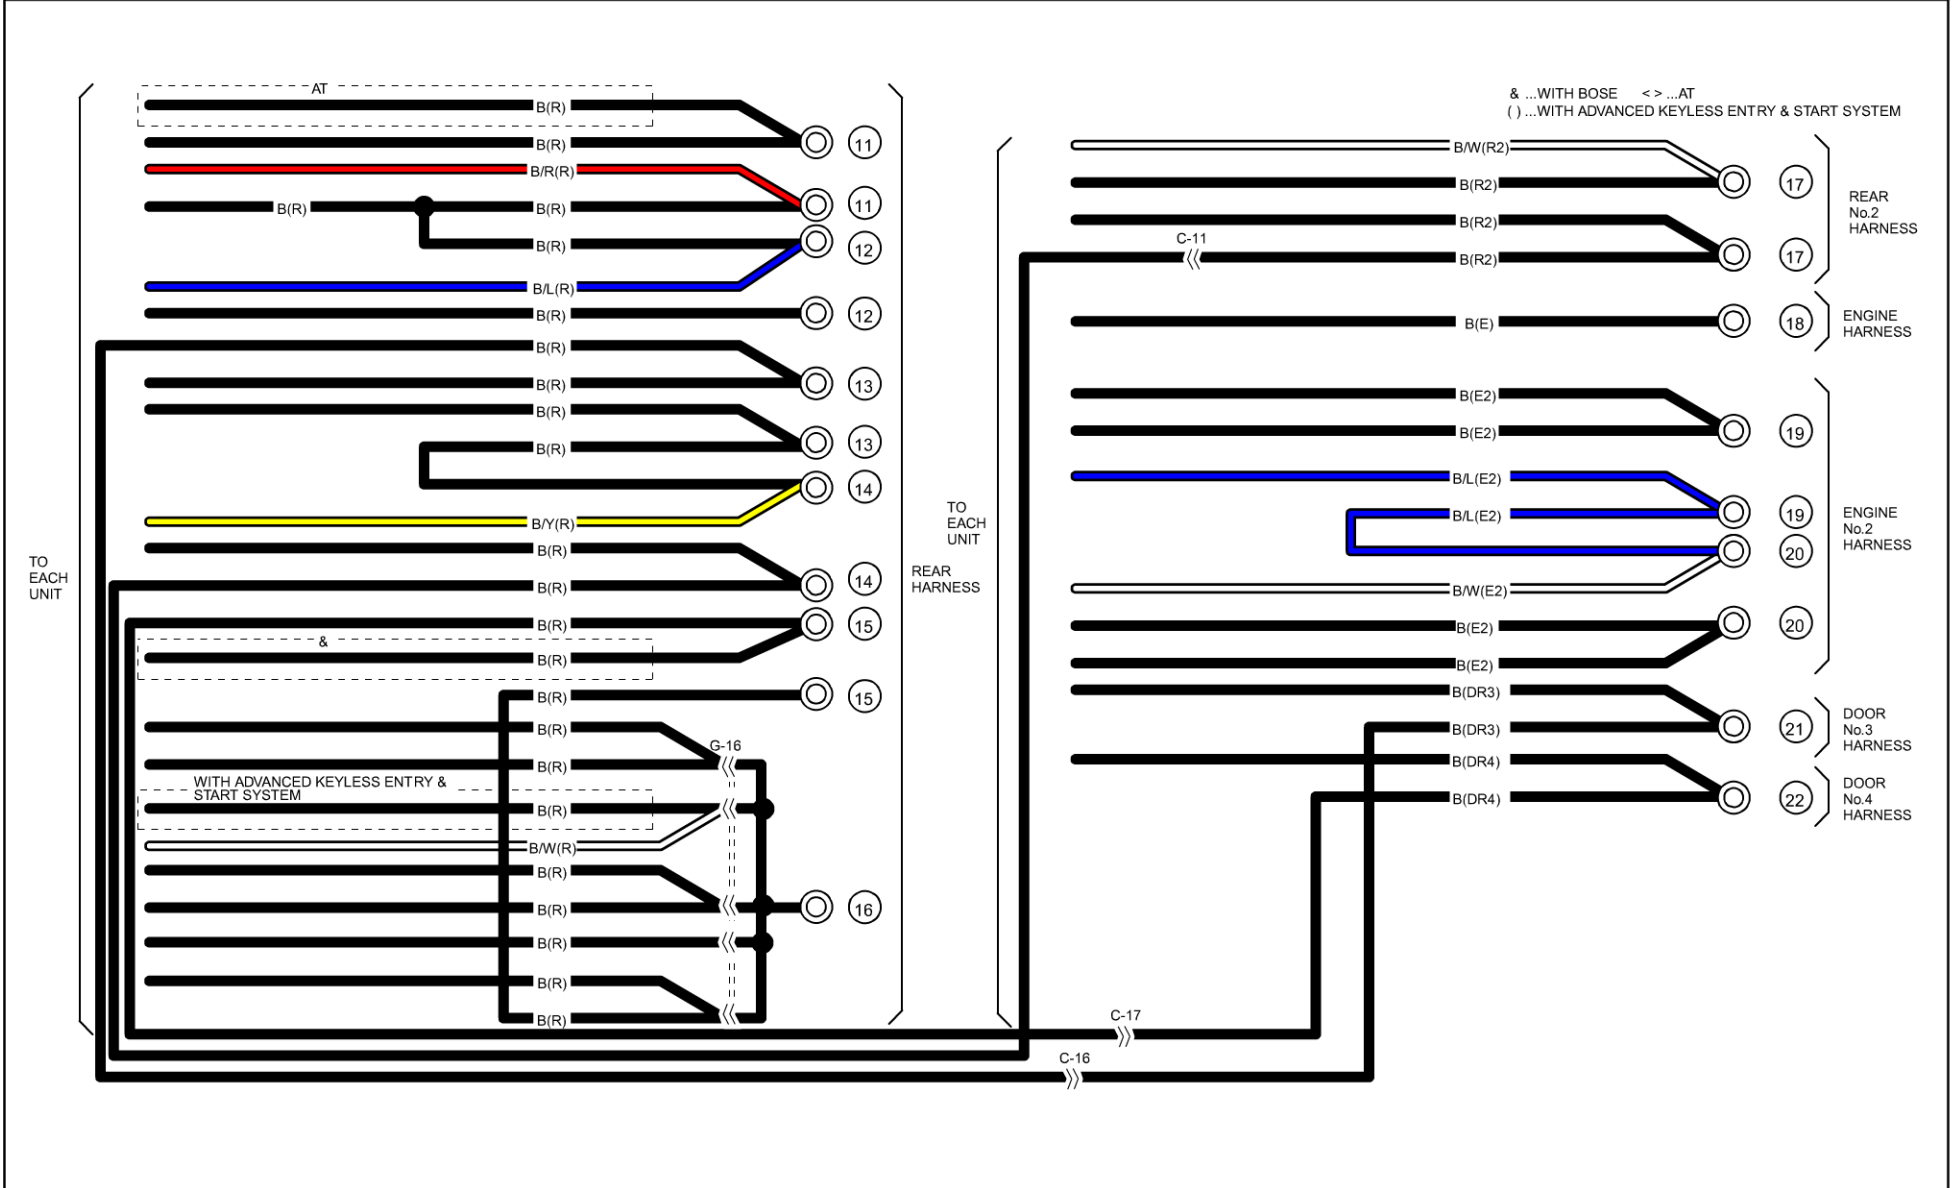 AT
B(R)
B(R)
11
B/R(R)
11
B(R)
B(R)
12
B(R)
B/L(R)
B(R)
12
B(R)
B(R)
13
B(R)
B(R)
13
14
B/Y(R)
B(R)
B(R)
14
B(R)
15
&
B(R)
B(R)
15
B(R)
G-16
B(R)
WITH ADVANCED KEYLESS ENTRY &
START SYSTEM
B(R)
B/W(R)
B(R)
B(R)
16
B(R)
B(R)
B(R)
TO
EACH
UNIT
REAR
HARNESS
TO
EACH
UNIT
& ...WITH BOSE < > ...AT
( ) ...WITH ADVANCED KEYLESS ENTRY & START SYSTEM
B/W(R2)
B(R2)
17
B(R2)
C-11
B(R2)
17
REAR
No.2
HARNESS
B(E)
18
ENGINE
HARNESS
B(E2)
B(E2)
19
B/L(E2)
B/L(E2)
19
20
B/W(E2)
B(E2)
20
B(E2)
ENGINE
No.2
HARNESS
B(DR3)
B(DR3)
21
DOOR
No.3
HARNESS
B(DR4)
B(DR4)
22
DOOR
No.4
HARNESS
C-17
C-16